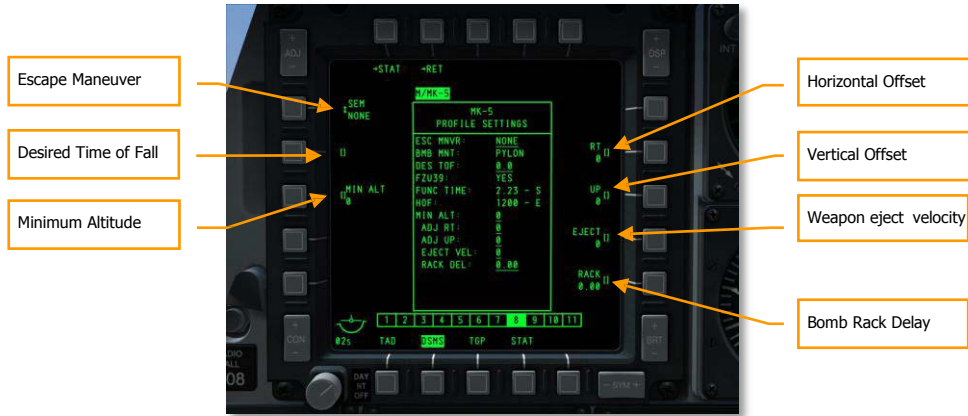 Escape Maneuver
Desired Time of Fall
Minimum Altitude
Horizontal Offset
Vertical Offset
Weapon eject velocity
Bomb Rack Delay
+
ADJ
-
+
DSP
-
INT
→STAT →RET
M/MK-5
SEM
NONE
MK-5
PROFILE SETTINGS
ESC MNVR: NONE
BMB MNT: PYLON
DES TOF: 0.0
FZU39: YES
FUNC TIME: 2.23 - S
HOF: 1200 - E
MIN ALT: 0
ADJ RT: 0
ADJ UP: 0
EJECT VEL: 0
RACK DEL: 0.00
[]
[]MIN ALT
0
RT []
0
UP []
0
EJECT []
0
RACK []
0.00
1 2 3 4 5 6 7 8 9 10 11
02s
TAD DSMS TGP STAT
+
CON
-
+
BRT
-
DAY
NT
OFF
- SYM +
08